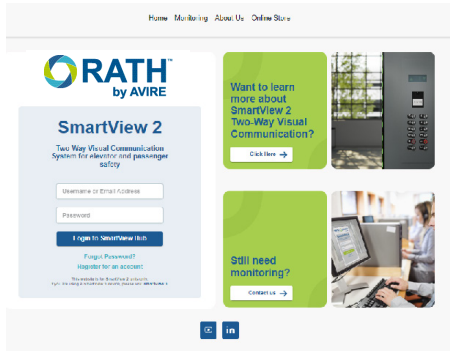 Home Monitoring About Us Online Store
RATH™
by AVIRE
SmartView 2
Two Way Visual Communication
System for elevator and passenger
safety
Username or Email Address
Password
Login to SmartView Hub
Forgot Password?
Register for an account
Want to learn
more about
SmartView 2
Two-Way Visual
Communication?
Click Here →
Still need
monitoring?
Contact us →
in